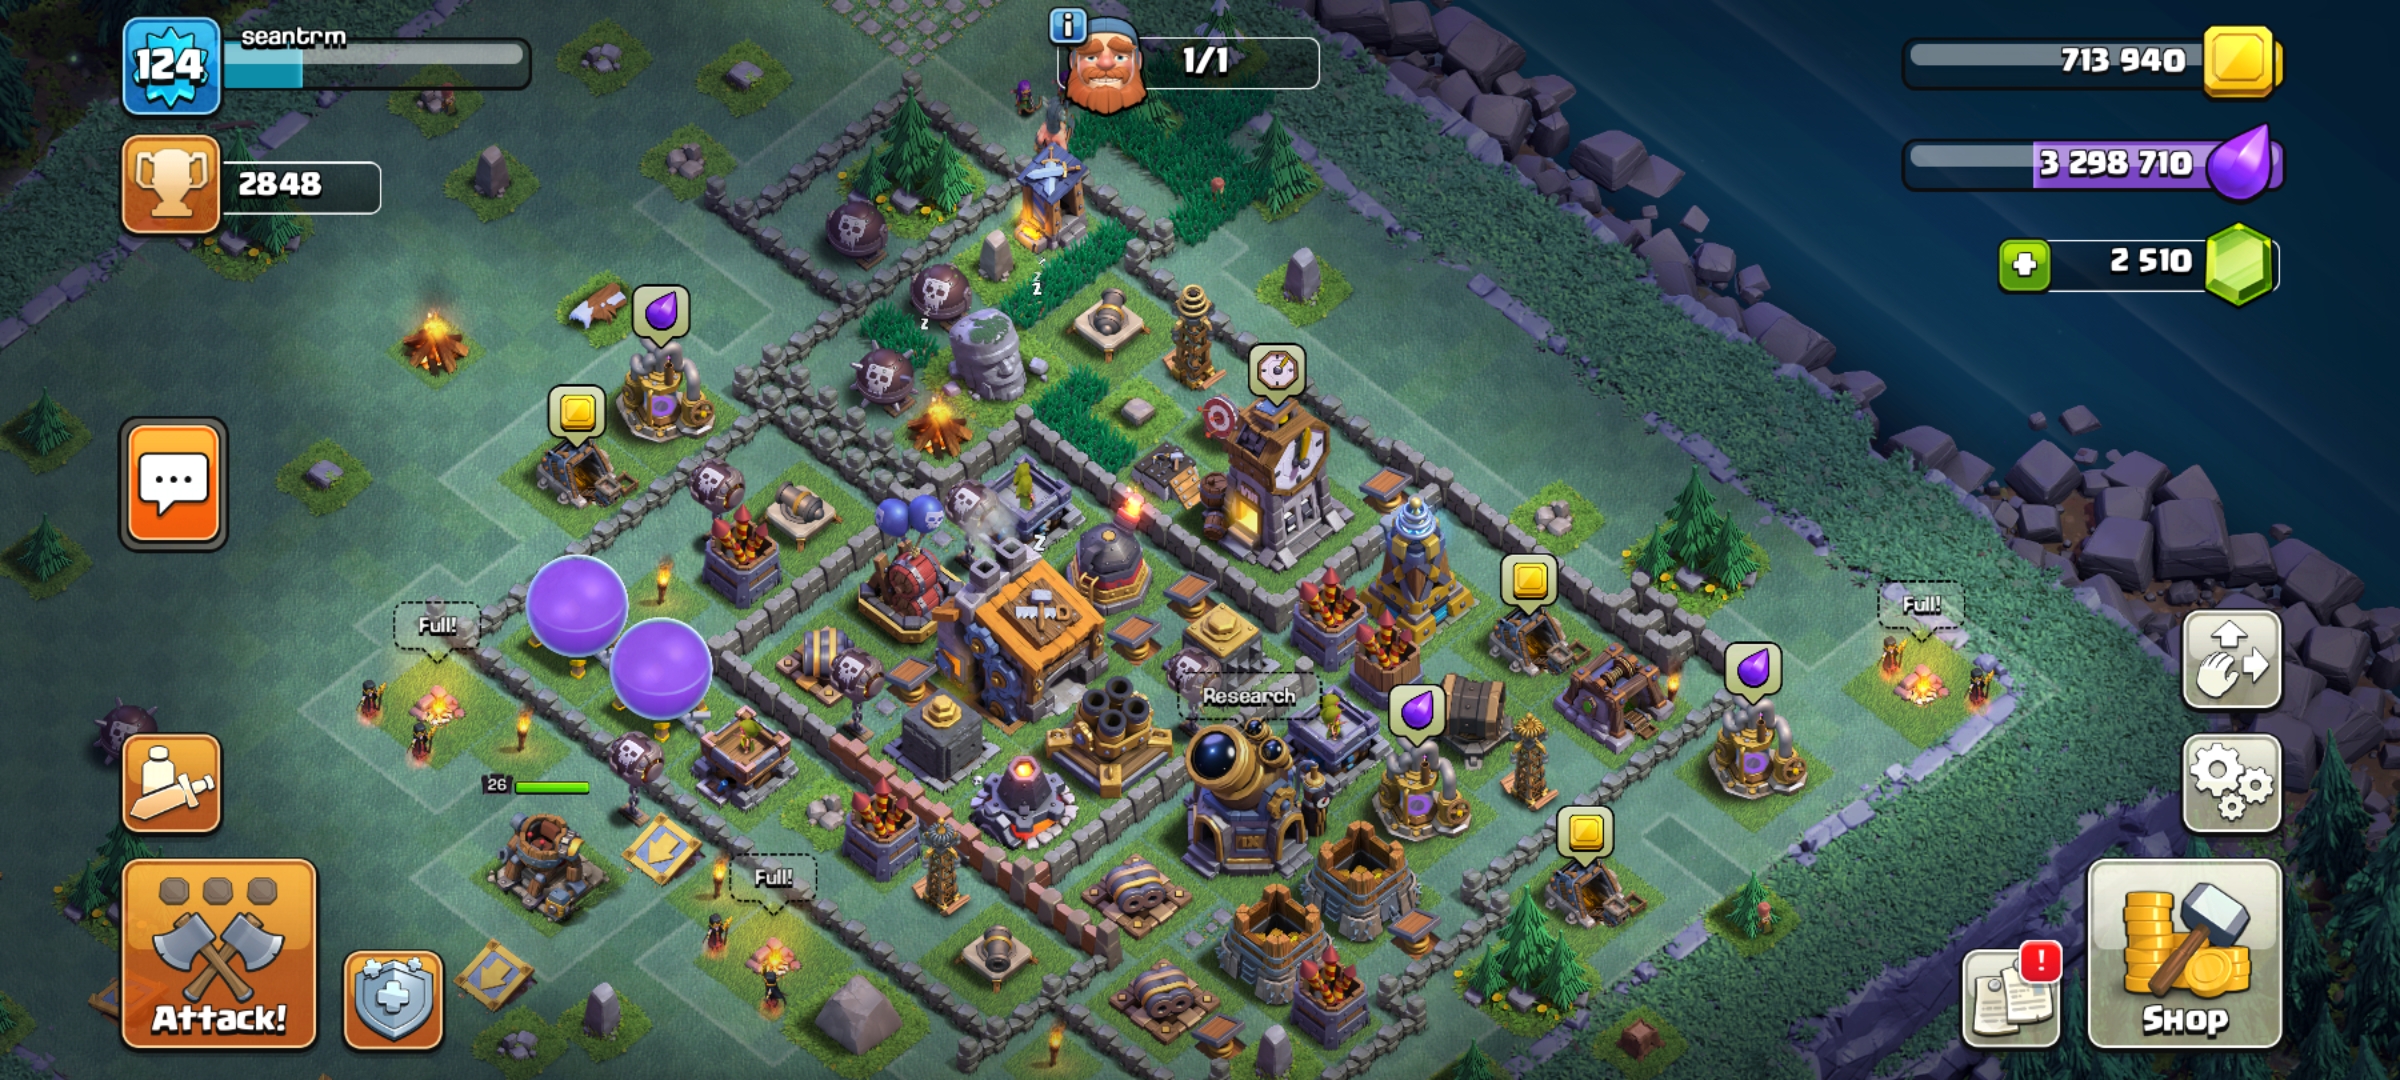 seantrm
124
1/1
713 940
2848
3 298 710
2 510
Full!
Full!
Research
26
Full!
Attack!
!
Shop